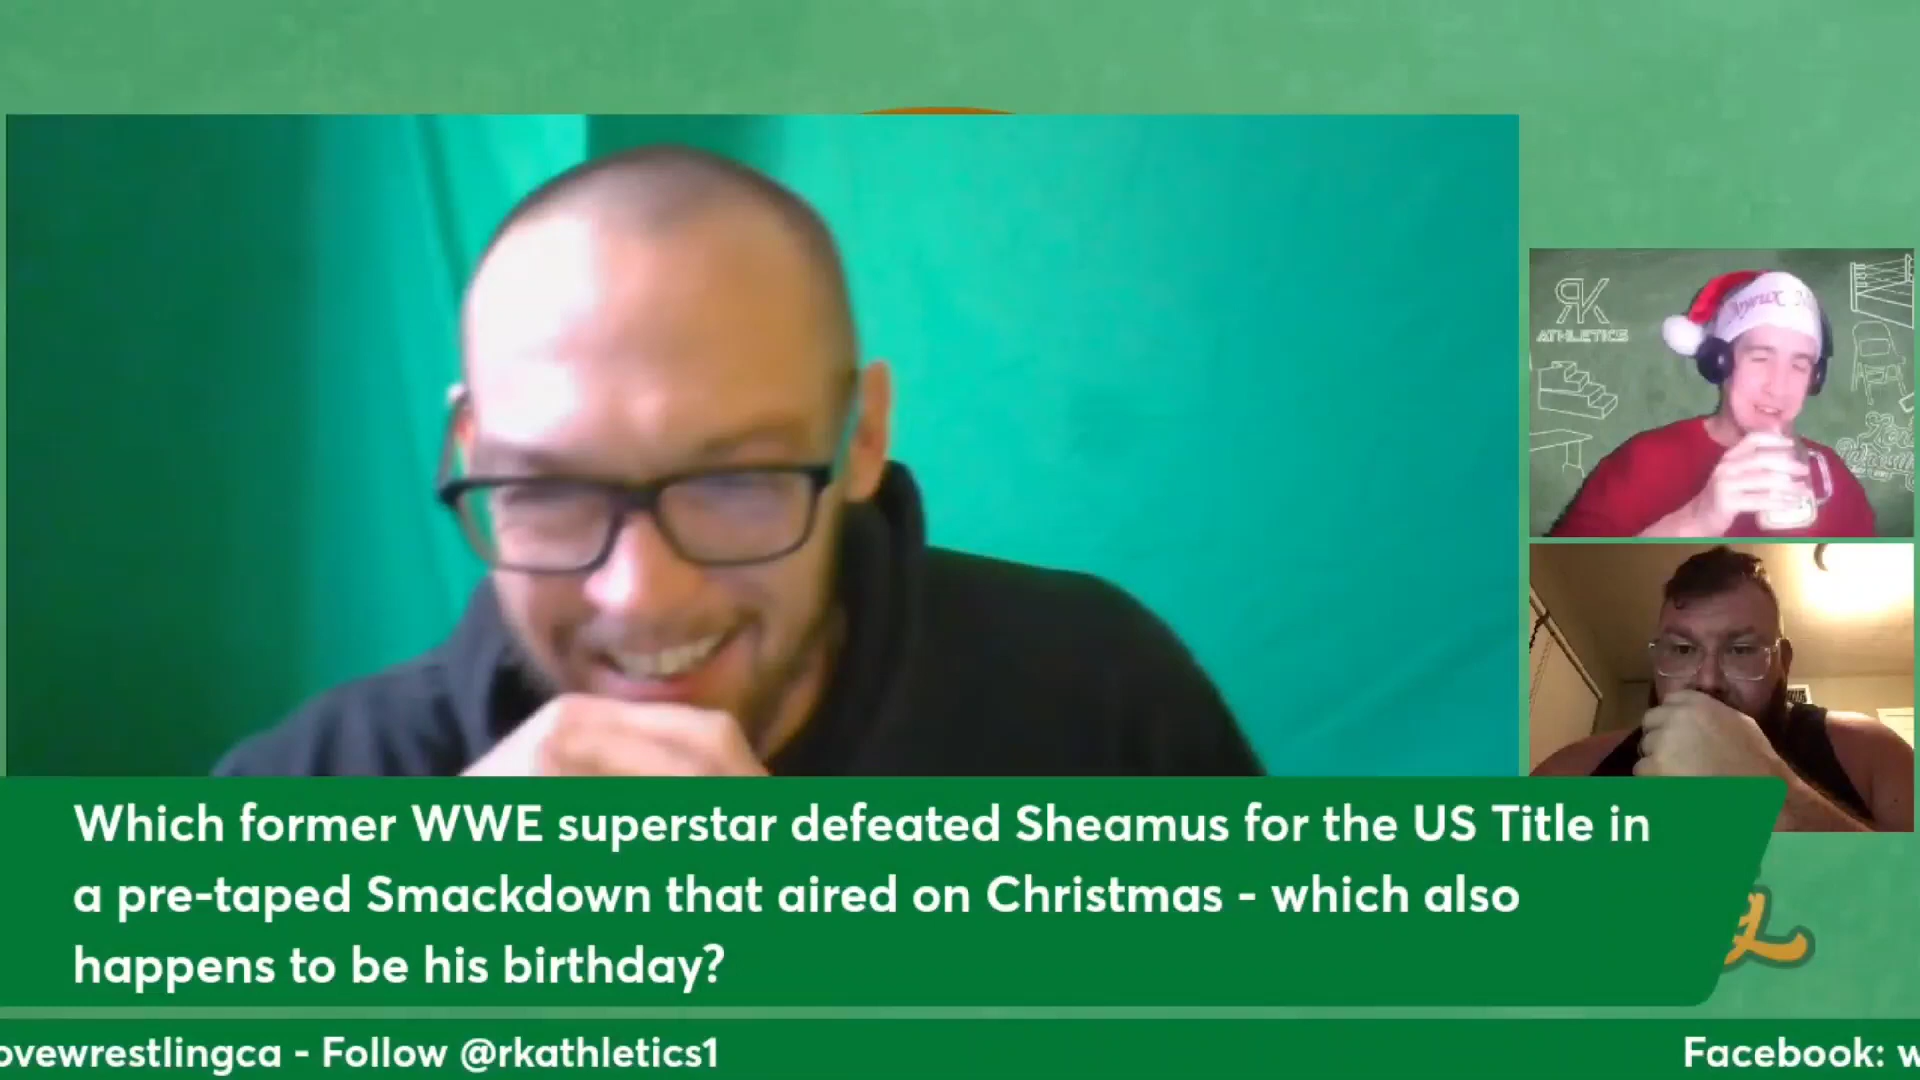 RK
ATHLETICS
Which former WWE superstar defeated Sheamus for the US Title in
a pre-taped Smackdown that aired on Christmas - which also
happens to be his birthday?
ovewrestlingca - Follow @rkathletics1
Facebook: w